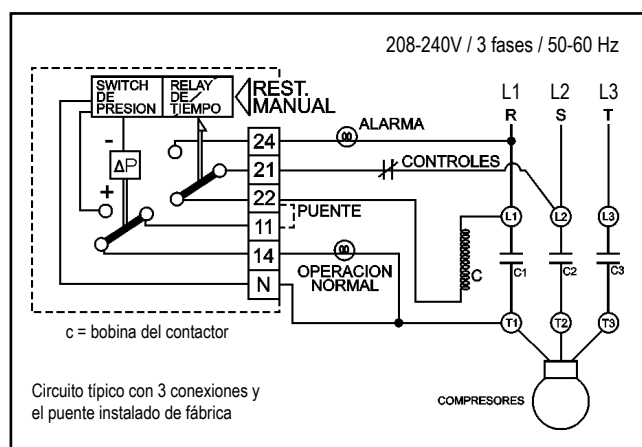 208-240V / 3 fases / 50-60 Hz
L1 L2 L3
R S T
SWITCH DE PRESION
RELAY DE TIEMPO
REST. MANUAL
ALARMA
24
21
CONTROLES
22
PUENTE
11
14
OPERACION NORMAL
N
-
ΔP
+
L1 L2 L3
C
C1 C2 C3
T1 T2 T3
c = bobina del contactor
COMPRESORES
Circuito típico con 3 conexiones y
el puente instalado de fábrica